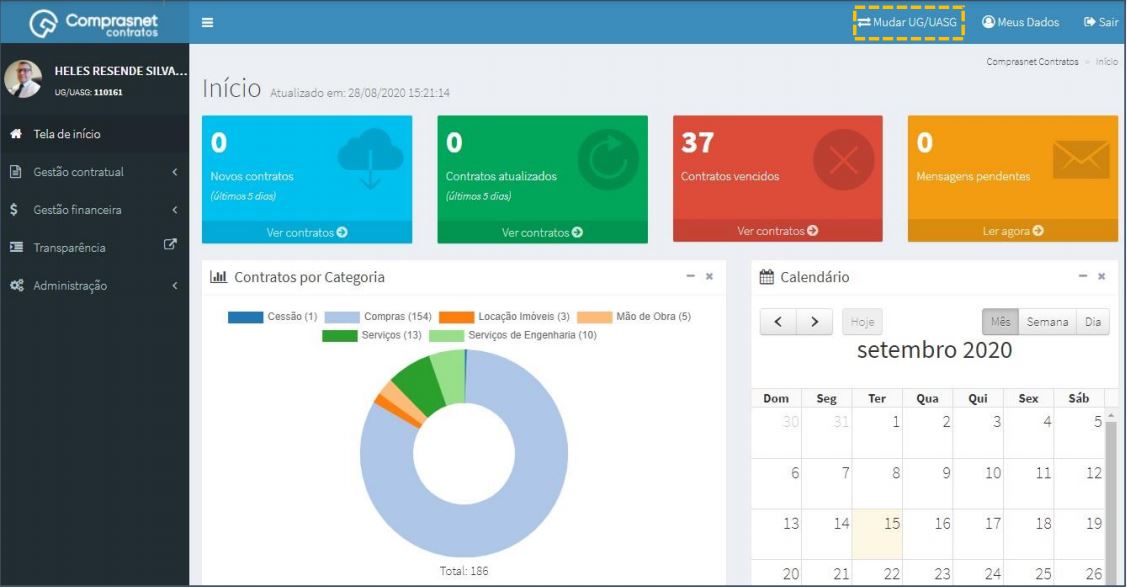 Comprasnet
contratos
Mudar UG/UASG
Meus Dados
Sair
HELES RESENDE SILVA...
UG/UASG: 110161
Tela de início
Gestão contratual
Gestão financeira
Transparência
Administração
Comprasnet Contratos > Início
Início Atualizado em: 28/08/2020 15:21:14
0
Novos contratos
(últimos 5 dias)
Ver contratos
0
Contratos atualizados
(últimos 5 dias)
Ver contratos
37
Contratos vencidos
Ver contratos
0
Mensagens pendentes
Ler agora
Contratos por Categoria
Cessão (1) Compras (154) Locação Imóveis (3) Mão de Obra (5)
Serviços (13) Serviços de Engenharia (10)
Total: 186
Calendário
Hoje
Mês Semana Dia
setembro 2020
Dom Seg Ter Qua Qui Sex Sáb
30 31 1 2 3 4 5
6 7 8 9 10 11 12
13 14 15 16 17 18 19
20 21 22 23 24 25 26